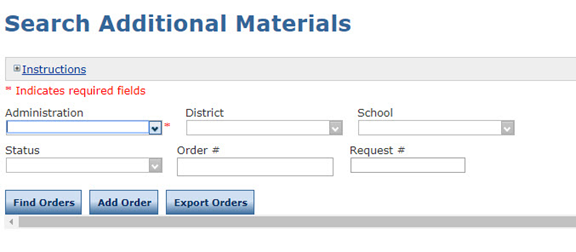 Search Additional Materials
Instructions
* Indicates required fields
Administration District School
*
Status Order # Request #
Find Orders Add Order Export Orders